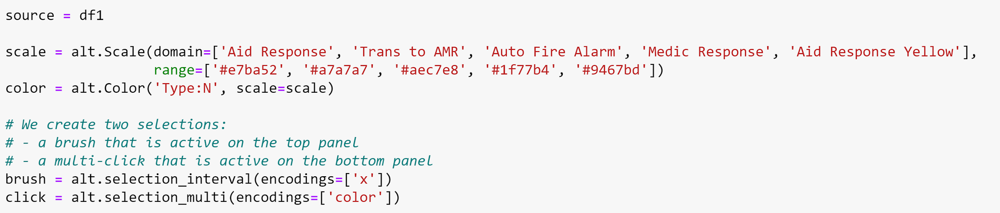 source = df1
scale = alt.Scale(domain=['Aid Response', 'Trans to AMR', 'Auto Fire Alarm', 'Medic Response', 'Aid Response Yellow'],
range=['#e7ba52', '#a7a7a7', '#aec7e8', '#1f77b4', '#9467bd'])
color = alt.Color('Type:N', scale=scale)
# We create two selections:
# - a brush that is active on the top panel
# - a multi-click that is active on the bottom panel
brush = alt.selection_interval(encodings=['x'])
click = alt.selection_multi(encodings=['color'])